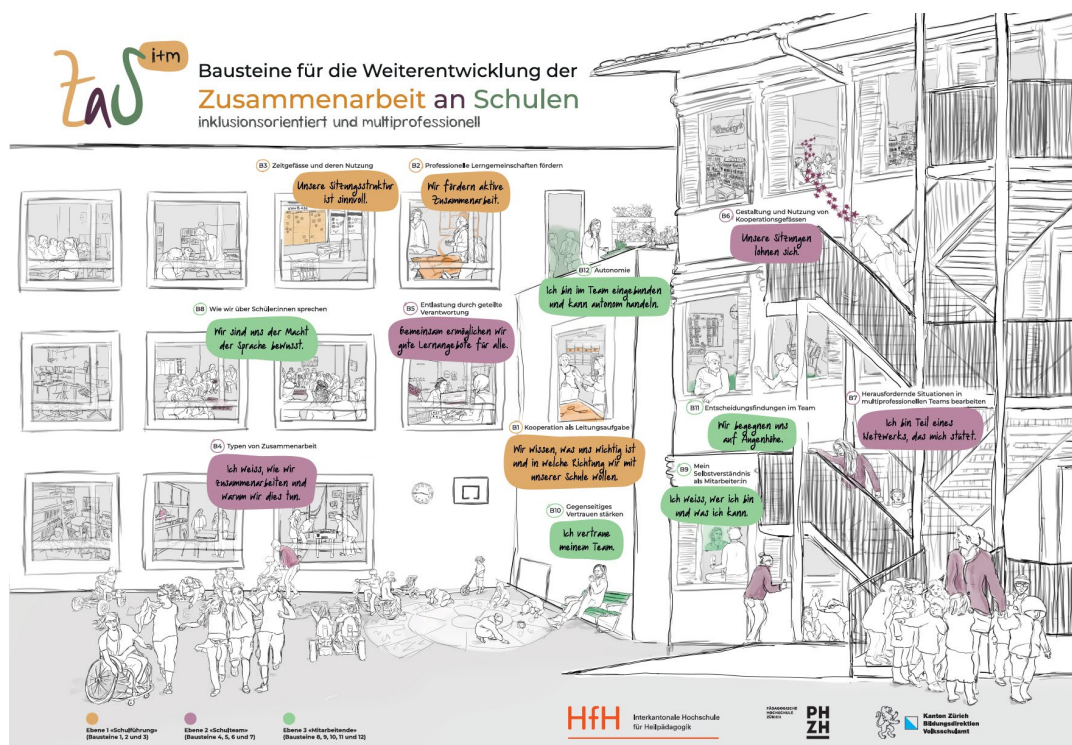 ZaS i+m
Bausteine für die Weiterentwicklung der
Zusammenarbeit an Schulen
inklusionsorientiert und multiprofessionell
B3 Zeitgefässe und deren Nutzung
Unsere Sitzungsstruktur
ist sinnvoll.
B2 Professionelle Lerngemeinschaften fördern
Wir fördern aktive
Zusammenarbeit.
B6 Gestaltung und Nutzung von
Kooperationsgefässen
Unsere Sitzungen
lohnen sich.
B12 Autonomie
Ich bin im Team eingebunden
und kann autonom handeln.
B8 Wie wir über Schüler:innen sprechen
Wir sind uns der Macht
der Sprache bewusst.
B5 Entlastung durch geteilte
Verantwortung
Gemeinsam ermöglichen wir
gute Lernangebote für alle.
B11 Entscheidungsfindungen im Team
Wir begegnen uns
auf Augenhöhe.
B7 Herausfordernde Situationen in
multiprofessionellen Teams bearbeiten
Ich bin Teil eines
Netzwerks, das mich stützt.
B4 Typen von Zusammenarbeit
Ich weiss, wie wir
zusammenarbeiten und
warum wir dies tun.
B1 Kooperation als Leitungsaufgabe
Wir wissen, was uns wichtig ist
und in welche Richtung wir mit
unserer Schule wollen.
B9 Mein
Selbstverständnis
als Mitarbeiter:in
Ich weiss, wer ich bin
und was ich kann.
B10 Gegenseitiges
Vertrauen stärken
Ich vertraue
meinem Team.
Ebene 1 «Schulführung»
(Bausteine 1, 2 und 3)
Ebene 2 «Schulteam»
(Bausteine 4, 5, 6 und 7)
Ebene 3 «Mitarbeitende»
(Bausteine 8, 9, 10, 11 und 12)
HfH
Interkantonale Hochschule
für Heilpädagogik
PÄDAGOGISCHE
HOCHSCHULE
ZÜRICH
PH
ZH
Kanton Zürich
Bildungsdirektion
Volksschulamt